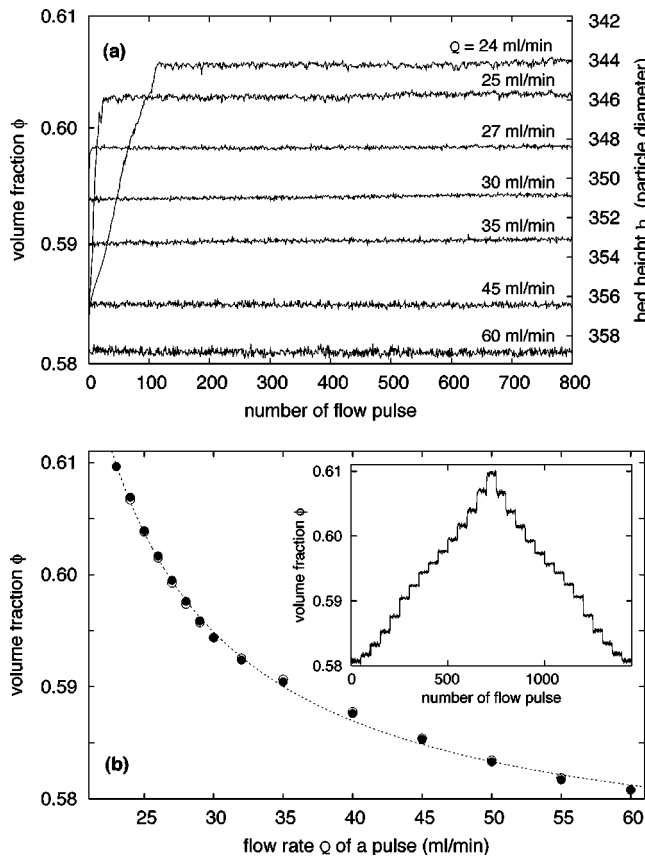 0.61
0.60
0.59
0.58
volume fraction ϕ
(a)
Q = 24 ml/min
25 ml/min
27 ml/min
30 ml/min
35 ml/min
45 ml/min
60 ml/min
342
344
346
348
350
352
354
356
358
bed height h (particle diameter)
0 100 200 300 400 500 600 700 800
number of flow pulse
0.61
0.60
0.59
0.58
volume fraction ϕ
(b)
0.61
0.60
0.59
0.58
volume fraction ϕ
0 500 1000
number of flow pulse
25 30 35 40 45 50 55 60
flow rate Q of a pulse (ml/min)